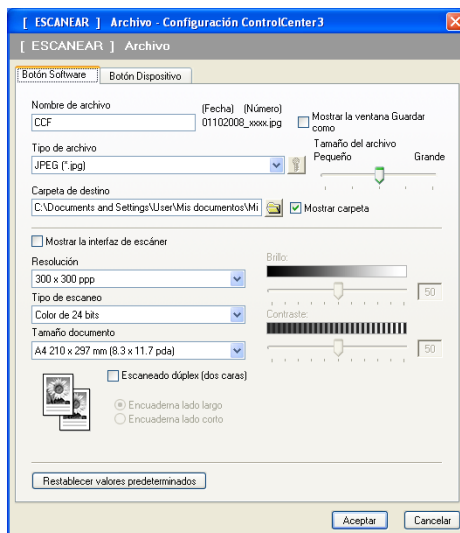 [ ESCANEAR ] Archivo - Configuración ControlCenter3
[ ESCANEAR ] Archivo
Botón Software Botón Dispositivo
Nombre de archivo (Fecha) (Número)
CCF 01102008_xxxx.jpg Mostrar la ventana Guardar como
Tipo de archivo Tamaño del archivo
Pequeño Grande
JPEG (*.jpg)
Carpeta de destino
C:\Documents and Settings\User\Mis documentos\Mi Mostrar carpeta
Mostrar la interfaz de escáner
Resolución Brillo:
300 x 300 ppp
50
Tipo de escaneo
Color de 24 bits Contraste:
Tamaño documento
A4 210 x 297 mm (8.3 x 11.7 pda) 50
Escaneado dúplex (dos caras)
Encuaderna lado largo
Encuaderna lado corto
Restablecer valores predeterminados
Aceptar Cancelar